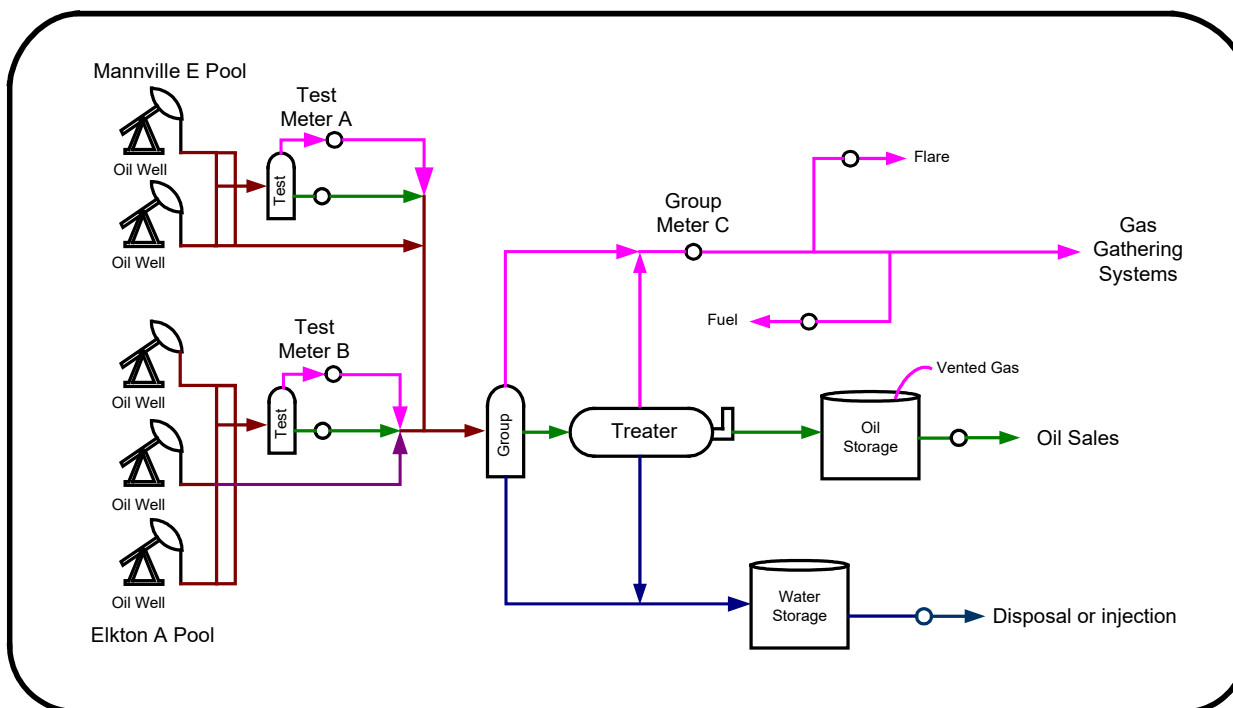 Mannville E Pool
Oil Well
Oil Well
Test
Meter A
Test
Oil Well
Oil Well
Oil Well
Elkton A Pool
Test
Meter B
Test
Group
Treater
Group
Meter C
Flare
Fuel
Gas
Gathering
Systems
Vented Gas
Oil
Storage
Oil Sales
Water
Storage
Disposal or injection